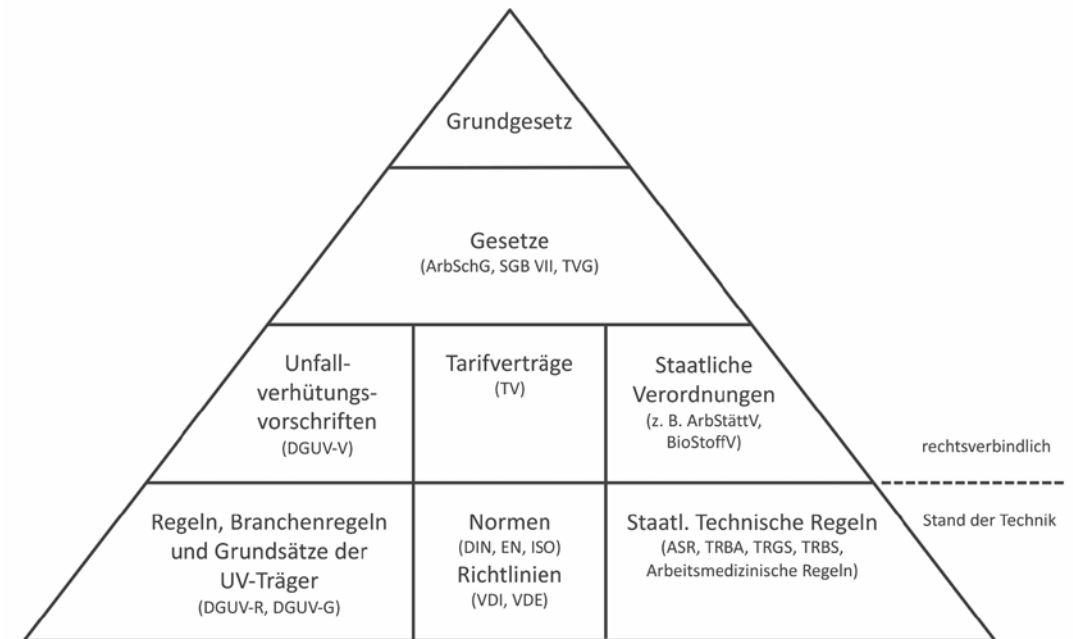 Grundgesetz
Gesetze
(ArbSchG, SGB VII, TVG)
Unfall-
verhütungs-
vorschriften
(DGUV-V)
Tarifverträge
(TV)
Staatliche
Verordnungen
(z. B. ArbStättV,
BioStoffV)
rechtsverbindlich
Regeln, Branchenregeln
und Grundsätze der
UV-Träger
(DGUV-R, DGUV-G)
Normen
(DIN, EN, ISO)
Richtlinien
(VDI, VDE)
Staatl. Technische Regeln
(ASR, TRBA, TRGS, TRBS,
Arbeitsmedizinische Regeln)
Stand der Technik